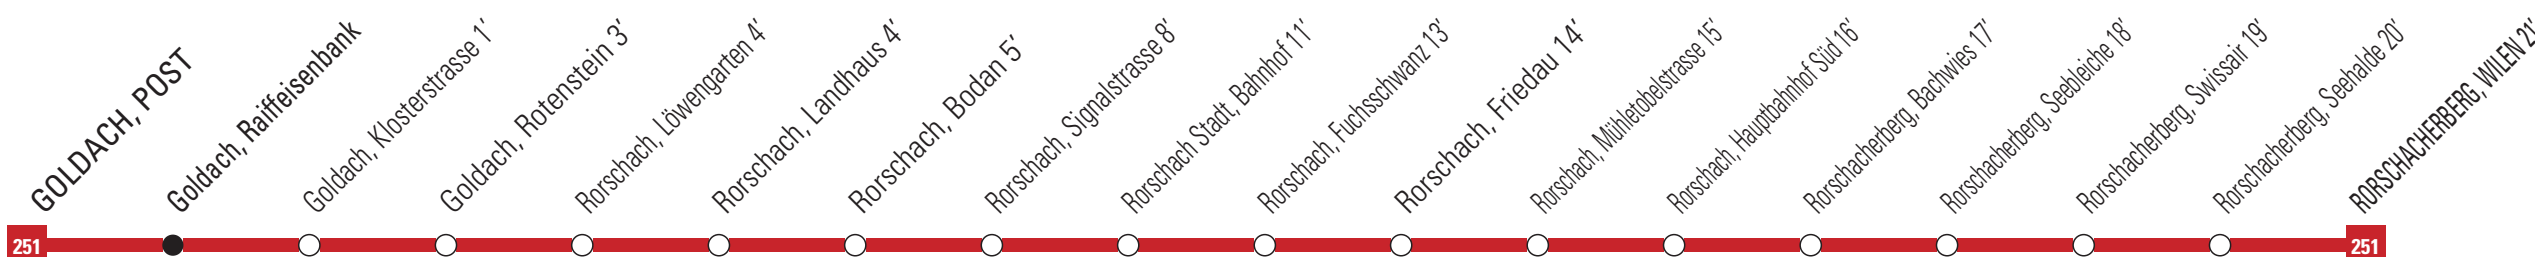 GOLDACH, POST
Goldach, Raiffeisenbank
Goldach, Klosterstrasse 1′
Goldach, Rotenstein 3′
Rorschach, Löwengarten 4′
Rorschach, Landhaus 4′
Rorschach, Bodan 5′
Rorschach, Signalstrasse 8′
Rorschach Stadt, Bahnhof 11′
Rorschach, Fuchsschwanz 13′
Rorschach, Friedau 14′
Rorschach, Mühletobelstrasse 15′
Rorschach, Hauptbahnhof Süd 16′
Rorschacherberg, Bachwies 17′
Rorschacherberg, Seebleiche 18′
Rorschacherberg, Swissair 19′
Rorschacherberg, Seehalde 20′
RORSCHACHERBERG, WILEN 21′
251
251